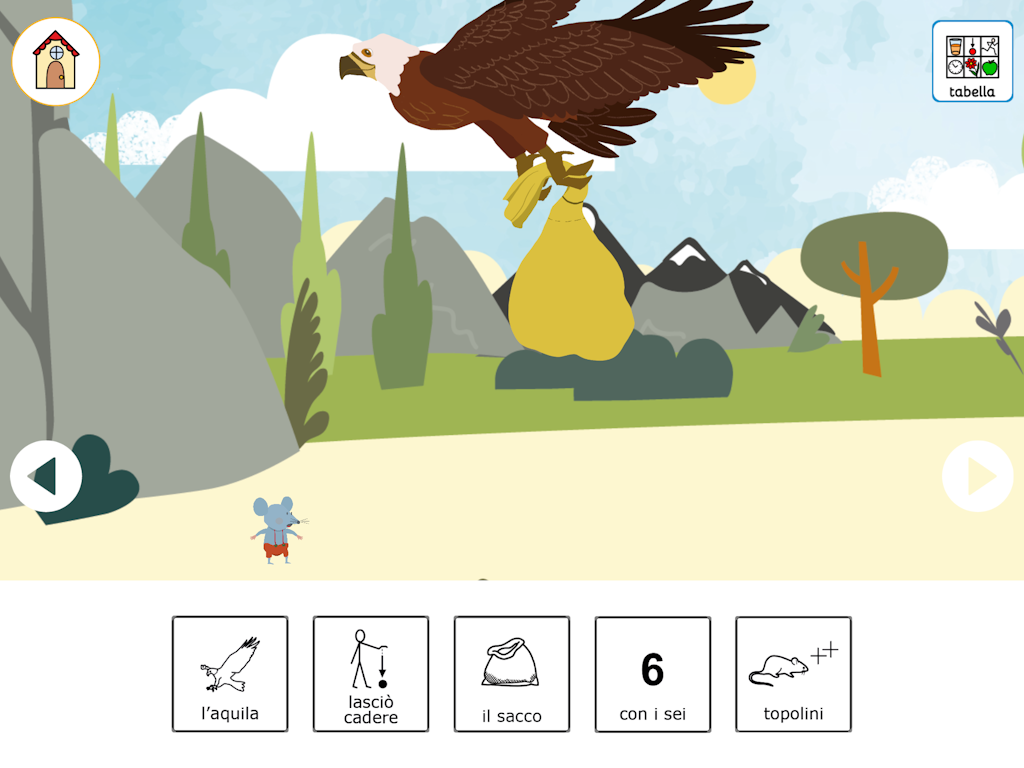 tabella
l'aquila
lasciò
cadere
il sacco
6
con i sei
topolini